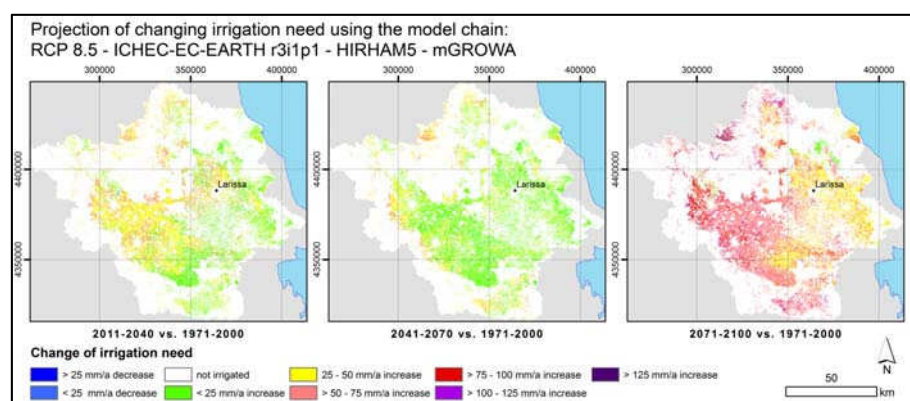 Projection of changing irrigation need using the model chain:
RCP 8.5 - ICHEC-EC-EARTH r3i1p1 - HIRHAM5 - mGROWA
300000 350000 400000 300000 350000 400000 300000 350000 400000
4400000 4400000
Larissa Larissa Larissa
4350000 4350000
2011-2040 vs. 1971-2000 2041-2070 vs. 1971-2000 2071-2100 vs. 1971-2000
Change of irrigation need
> 25 mm/a decrease not irrigated 25 - 50 mm/a increase > 75 - 100 mm/a increase > 125 mm/a increase
< 25 mm/a decrease < 25 mm/a increase > 50 - 75 mm/a increase > 100 - 125 mm/a increase
N
50
km